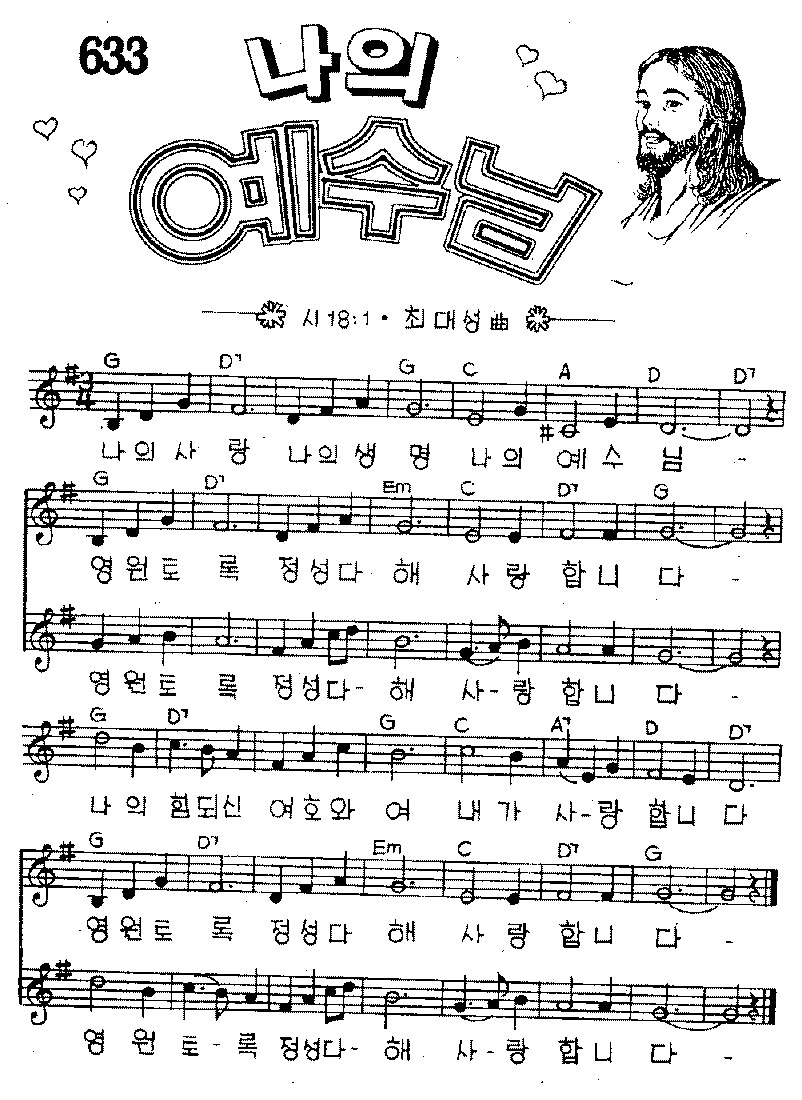 633
나의
예수님
시 18:1 • 최대성 曲
G D7 G C A D D7
나의 사 랑 나의생 명 나 의 예 수 님 -
G D7 Em C D7 G
영원토 록 정성다 해 사 랑 합니 다 -
영원토 록 정성다- 해 사-랑 합니 다 -
G D7 G C A7 D D7
나 의 힘되신 여호와 여 내 가 사-랑 합니 다
G D7 Em C D7 G
영원토 록 정성다 해 사 랑 합니 다 -
영 원 토-록 정성다-해 사-랑 합니 다 -